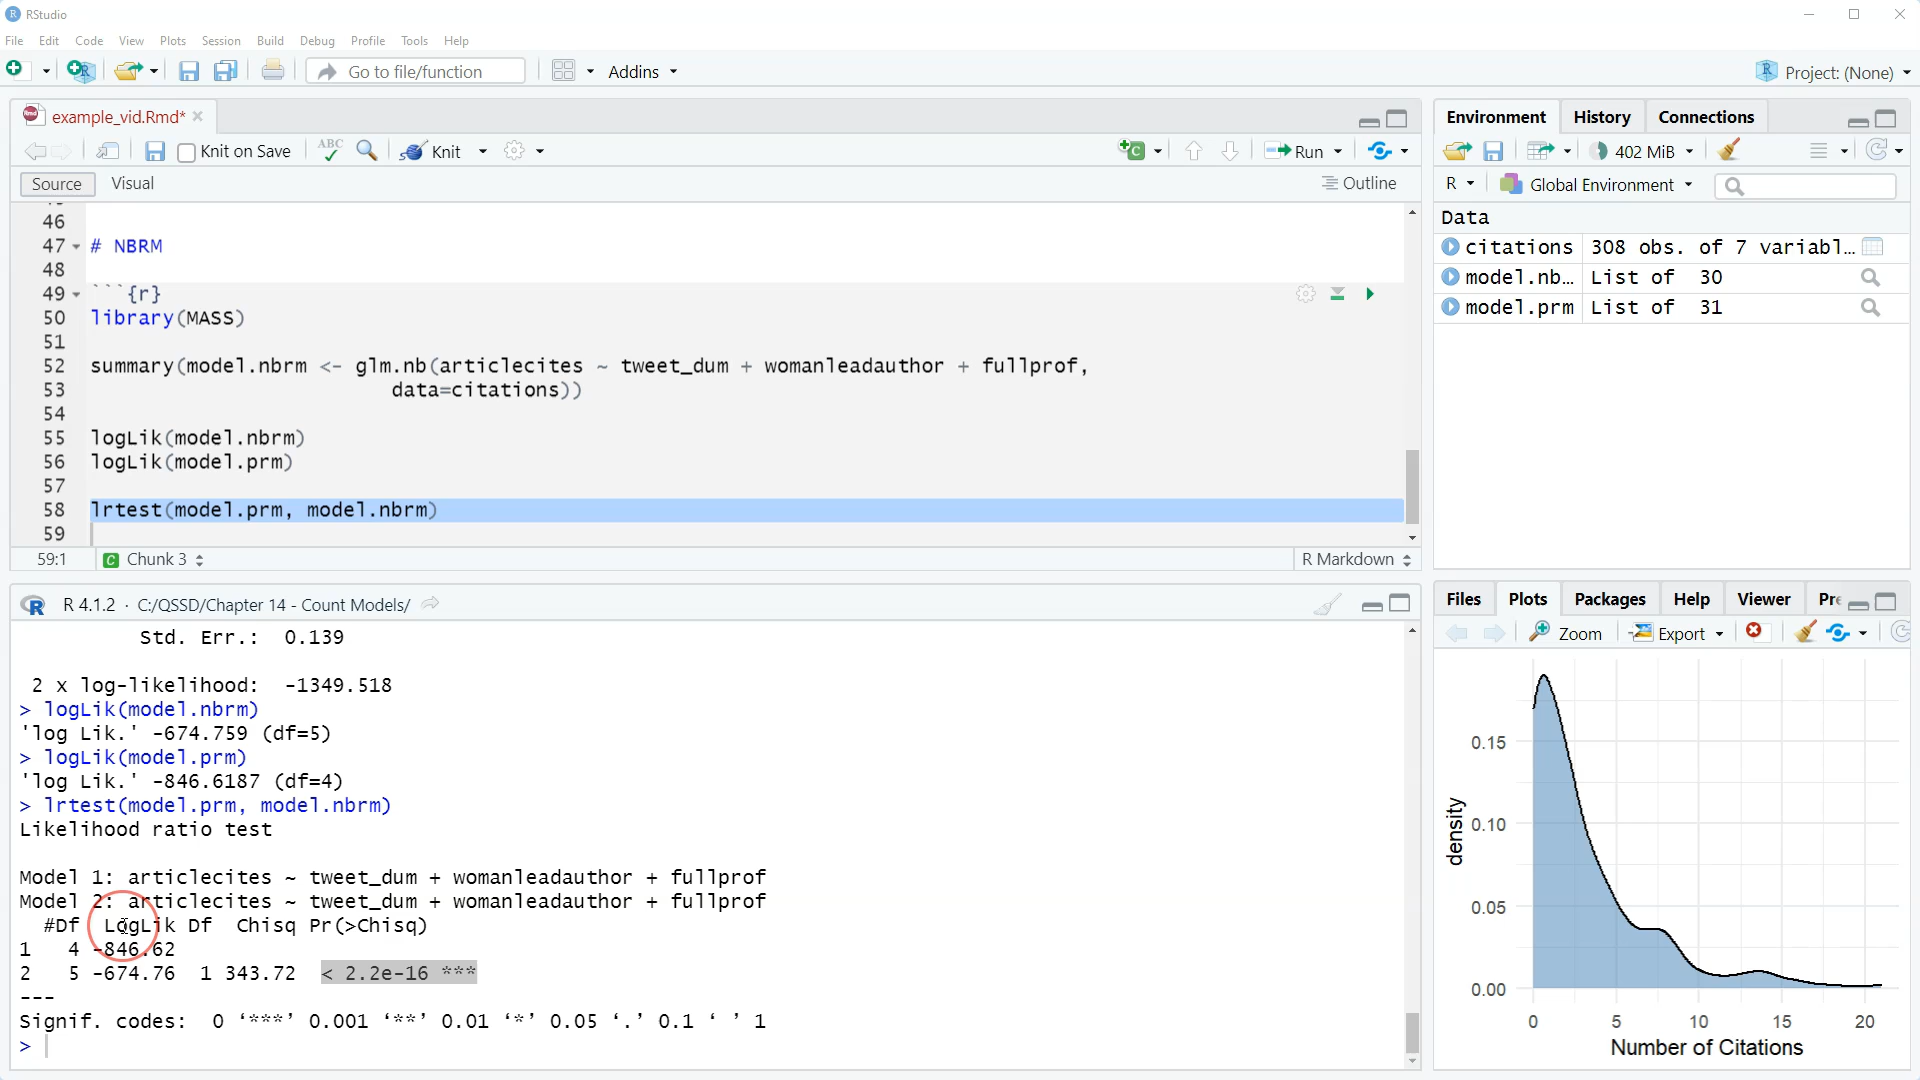 RStudio
File Edit Code View Plots Session Build Debug Profile Tools Help
Go to file/function Addins Project: (None)
example_vid.Rmd*
Knit on Save Knit Run
Source Visual Outline
46
47 # NBRM
48
49 ```{r}
50 library(MASS)
51
52 summary(model.nbrm <- glm.nb(articlecites ~ tweet_dum + womanleadauthor + fullprof,
53 data=citations))
54
55 logLik(model.nbrm)
56 logLik(model.prm)
57
58 lrtest(model.prm, model.nbrm)
59
59:1 Chunk 3 R Markdown
R 4.1.2 · C:/QSSD/Chapter 14 - Count Models/
Std. Err.: 0.139
2 x log-likelihood: -1349.518
> logLik(model.nbrm)
'log Lik.' -674.759 (df=5)
> logLik(model.prm)
'log Lik.' -846.6187 (df=4)
> lrtest(model.prm, model.nbrm)
Likelihood ratio test
Model 1: articlecites ~ tweet_dum + womanleadauthor + fullprof
Model 2: articlecites ~ tweet_dum + womanleadauthor + fullprof
#Df LogLik Df Chisq Pr(>Chisq)
1 4 -846.62
2 5 -674.76 1 343.72 < 2.2e-16 ***
---
Signif. codes: 0 ‘***’ 0.001 ‘**’ 0.01 ‘*’ 0.05 ‘.’ 0.1 ‘ ’ 1
>
Environment History Connections
402 MiB
R Global Environment
Data
citations 308 obs. of 7 variabl…
model.nb… List of 30
model.prm List of 31
Files Plots Packages Help Viewer Pre
Zoom Export
density
0.15
0.10
0.05
0.00
0 5 10 15 20
Number of Citations